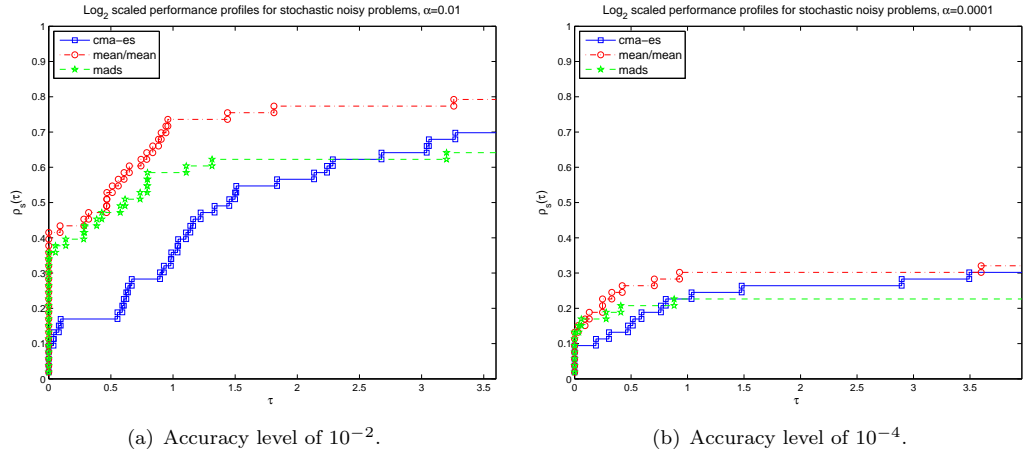 Log2 scaled performance profiles for stochastic noisy problems, α=0.01
cma-es
mean/mean
mads
1
0.9
0.8
0.7
0.6
0.5
0.4
0.3
0.2
0.1
0
ρs(τ)
0 0.5 1 1.5 2 2.5 3 3.5
τ
(a) Accuracy level of 10−2.
Log2 scaled performance profiles for stochastic noisy problems, α=0.0001
cma-es
mean/mean
mads
1
0.9
0.8
0.7
0.6
0.5
0.4
0.3
0.2
0.1
0
ρs(τ)
0 0.5 1 1.5 2 2.5 3 3.5
τ
(b) Accuracy level of 10−4.